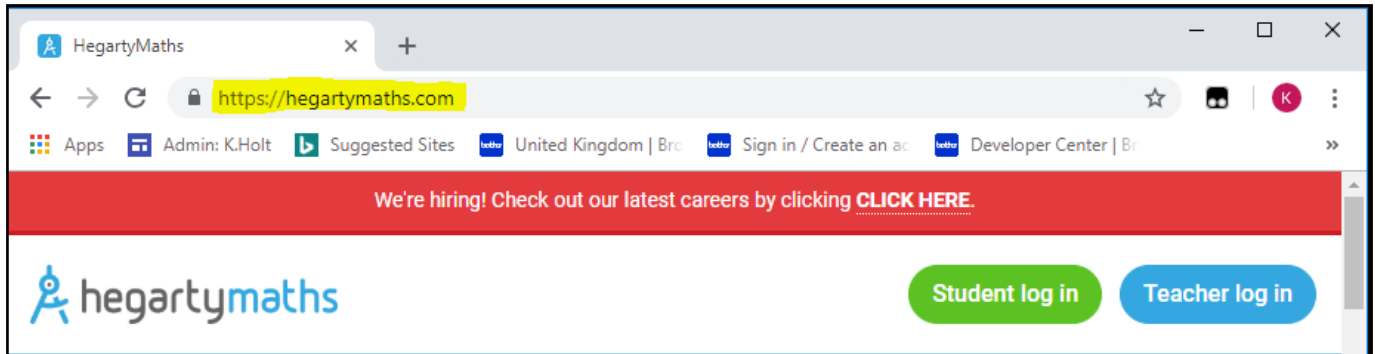 HegartyMaths
https://hegartymaths.com
K
Apps Admin: K.Holt Suggested Sites United Kingdom | Bro Sign in / Create an ac Developer Center | Br
We're hiring! Check out our latest careers by clicking CLICK HERE.
hegartymaths Student log in Teacher log in